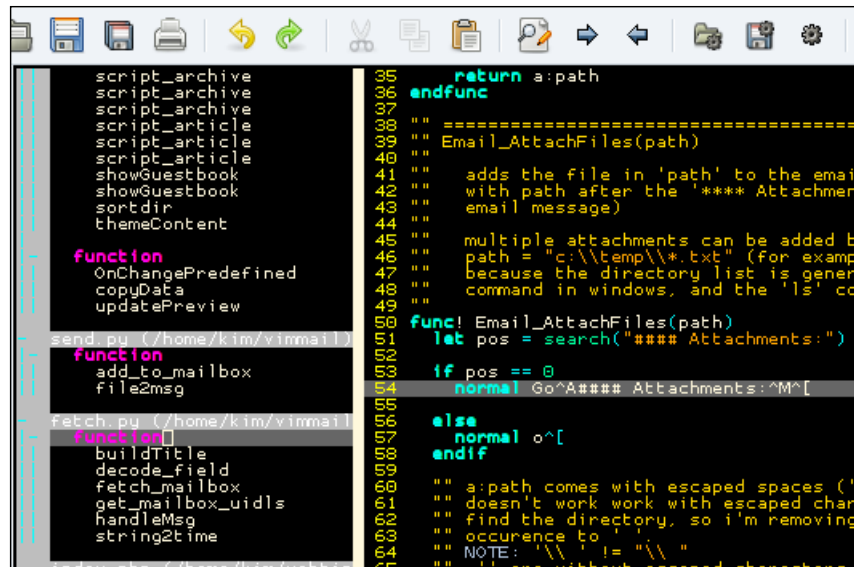 script_archive
script_archive
script_archive
script_article
script_article
script_article
showGuestbook
showGuestbook
sortdir
themeContent
function
OnChangePredefined
copyData
updatePreview
send.py (/home/kim/vimmail)
function
add_to_mailbox
file2msg
fetch.py (/home/kim/vimmail
function
buildTitle
decode_field
fetch_mailbox
get_mailbox_uidls
handleMsg
string2time
35 return a:path
36 endfunc
37
38 "" ===================================
39 "" Email_AttachFiles(path)
40 ""
41 "" adds the file in 'path' to the emai
42 "" with path after the '**** Attachmen
43 "" email message)
44 ""
45 "" multiple attachments can be added b
46 "" path = "c:\\temp\\*.txt" (for examp
47 "" because the directory list is gener
48 "" command in windows, and the 'ls' co
49 ""
50 func! Email_AttachFiles(path)
51 let pos = search("#### Attachments:")
52
53 if pos == 0
54 normal Go^A#### Attachments:^M^[
55
56 else
57 normal o^[
58 endif
59
60 "" a:path comes with escaped spaces ('
61 "" doesn't work work with escaped char
62 "" find the directory, so i'm removing
63 "" occurence to ' '.
64 "" NOTE: '\\ ' != "\\ "